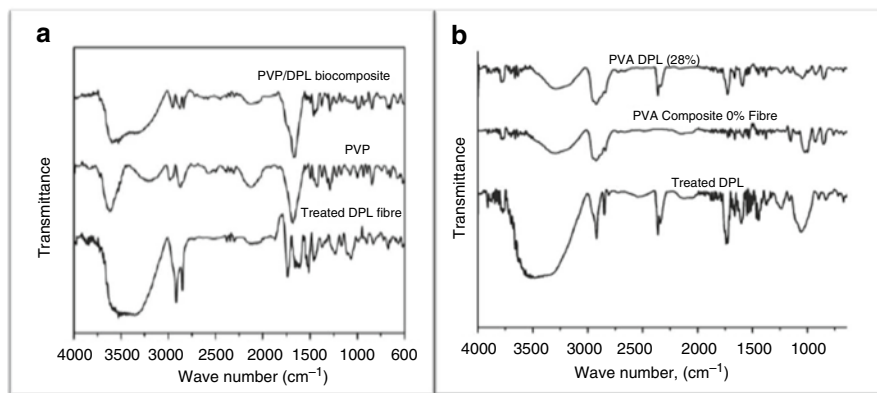 a
PVP/DPL biocomposite
PVP
Treated DPL fibre
Transmittance
4000 3500 3000 2500 2000 1500 1000 600
Wave number (cm⁻¹)
b
PVA DPL (28%)
PVA Composite 0% Fibre
Treated DPL
Transmittance
4000 3500 3000 2500 2000 1500 1000
Wave number, (cm⁻¹)